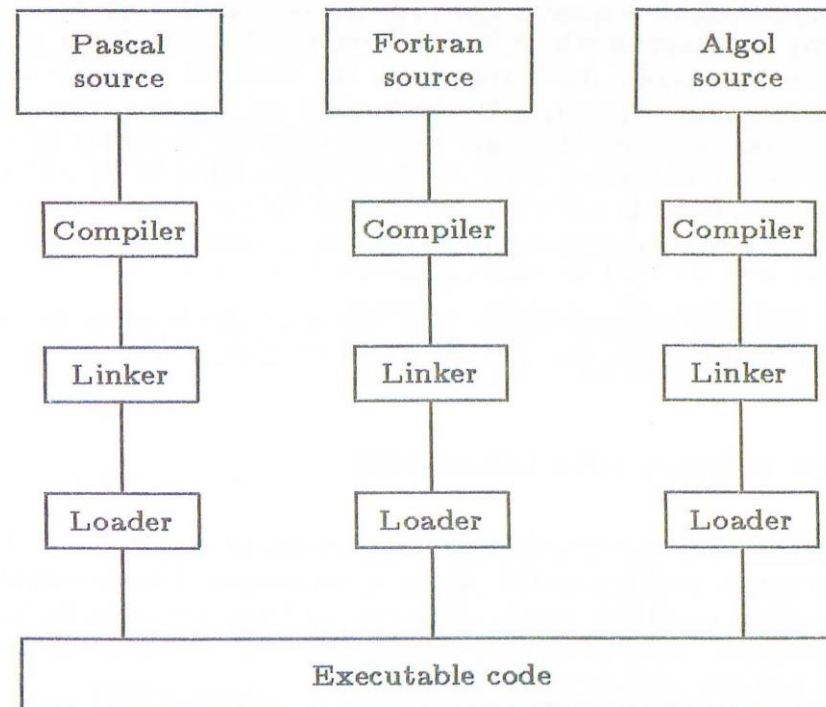 Pascal
source
Fortran
source
Algol
source
Compiler
Compiler
Compiler
Linker
Linker
Linker
Loader
Loader
Loader
Executable code